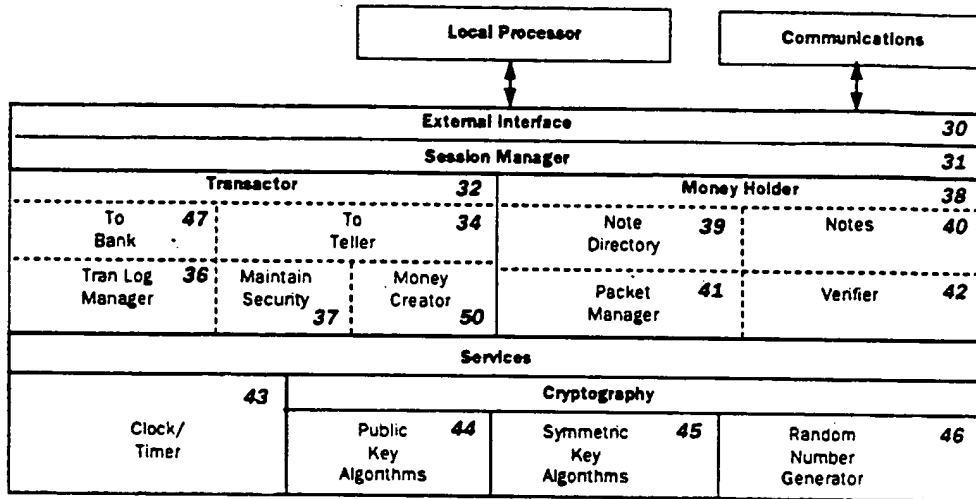 Local Processor
Communications
External Interface 30
Session Manager 31
Transactor 32
Money Holder 38
To Bank 47
To Teller 34
Note Directory 39
Notes 40
Tran Log Manager 36
Maintain Security 37
Money Creator 50
Packet Manager 41
Verifier 42
Services
43
Clock/
Timer
Cryptography
Public Key Algorithms 44
Symmetric Key Algorithms 45
Random Number Generator 46